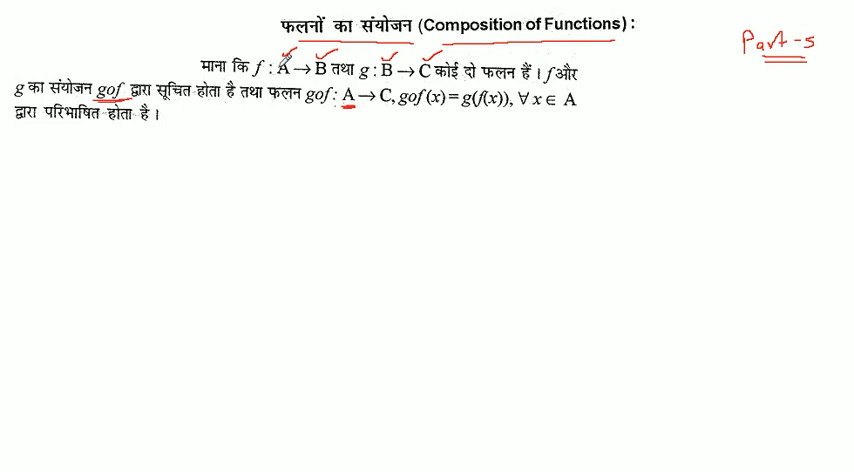 फलनों का संयोजन (Composition of Functions) :
Part-5
माना कि f : A → B तथा g : B → C कोई दो फलन हैं । f और
g का संयोजन gof द्वारा सूचित होता है तथा फलन gof : A → C, gof (x) = g(f(x)), ∀ x ∈ A
द्वारा परिभाषित होता है ।